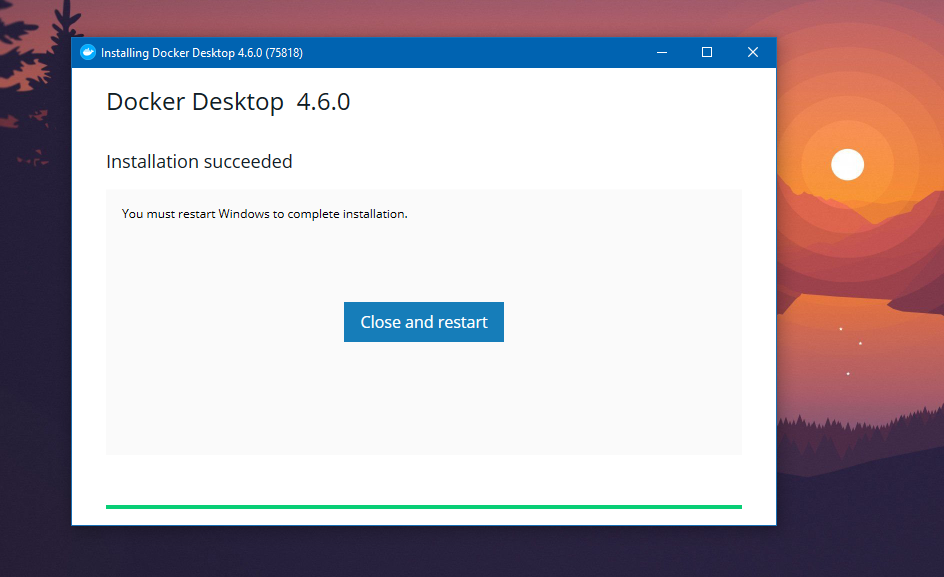 Installing Docker Desktop 4.6.0 (75818)
Docker Desktop 4.6.0
Installation succeeded
You must restart Windows to complete installation.
Close and restart